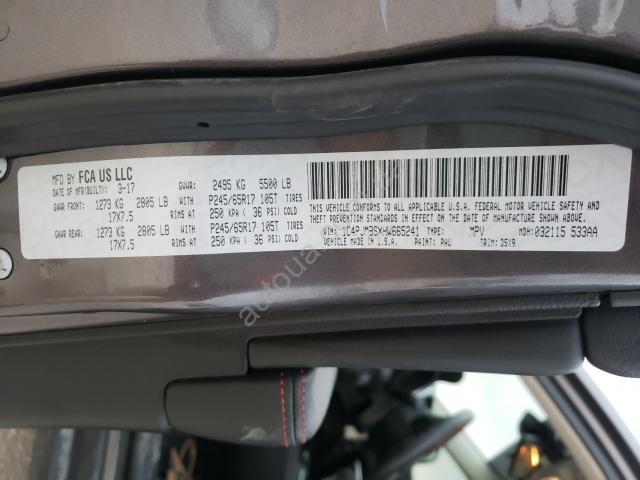 MFD BY FCA US LLC GVWR: 2495 KG 5500 LB
DATE OF MFR(BUILT): 3-17
GAWR FRONT: 1273 KG 2805 LB WITH P245/65R17 105T TIRES
17X7.5 RIMS AT 250 KPA ( 36 PSI) COLD
GAWR REAR: 1273 KG 2805 LB WITH P245/65R17 105T TIRES
17X7.5 RIMS AT 250 KPA ( 36 PSI) COLD
THIS VEHICLE CONFORMS TO ALL APPLICABLE U.S.A. FEDERAL MOTOR VEHICLE SAFETY, BUMPER, AND
THEFT PREVENTION STANDARDS IN EFFECT ON THE DATE OF MANUFACTURE SHOWN ABOVE.
VIN: 1C4PJMBSXHW665241 TYPE: MPV MDH: 032115 533AA
VEHICLE MADE IN U.S.A. PAINT: PAU TRIM: D5X9